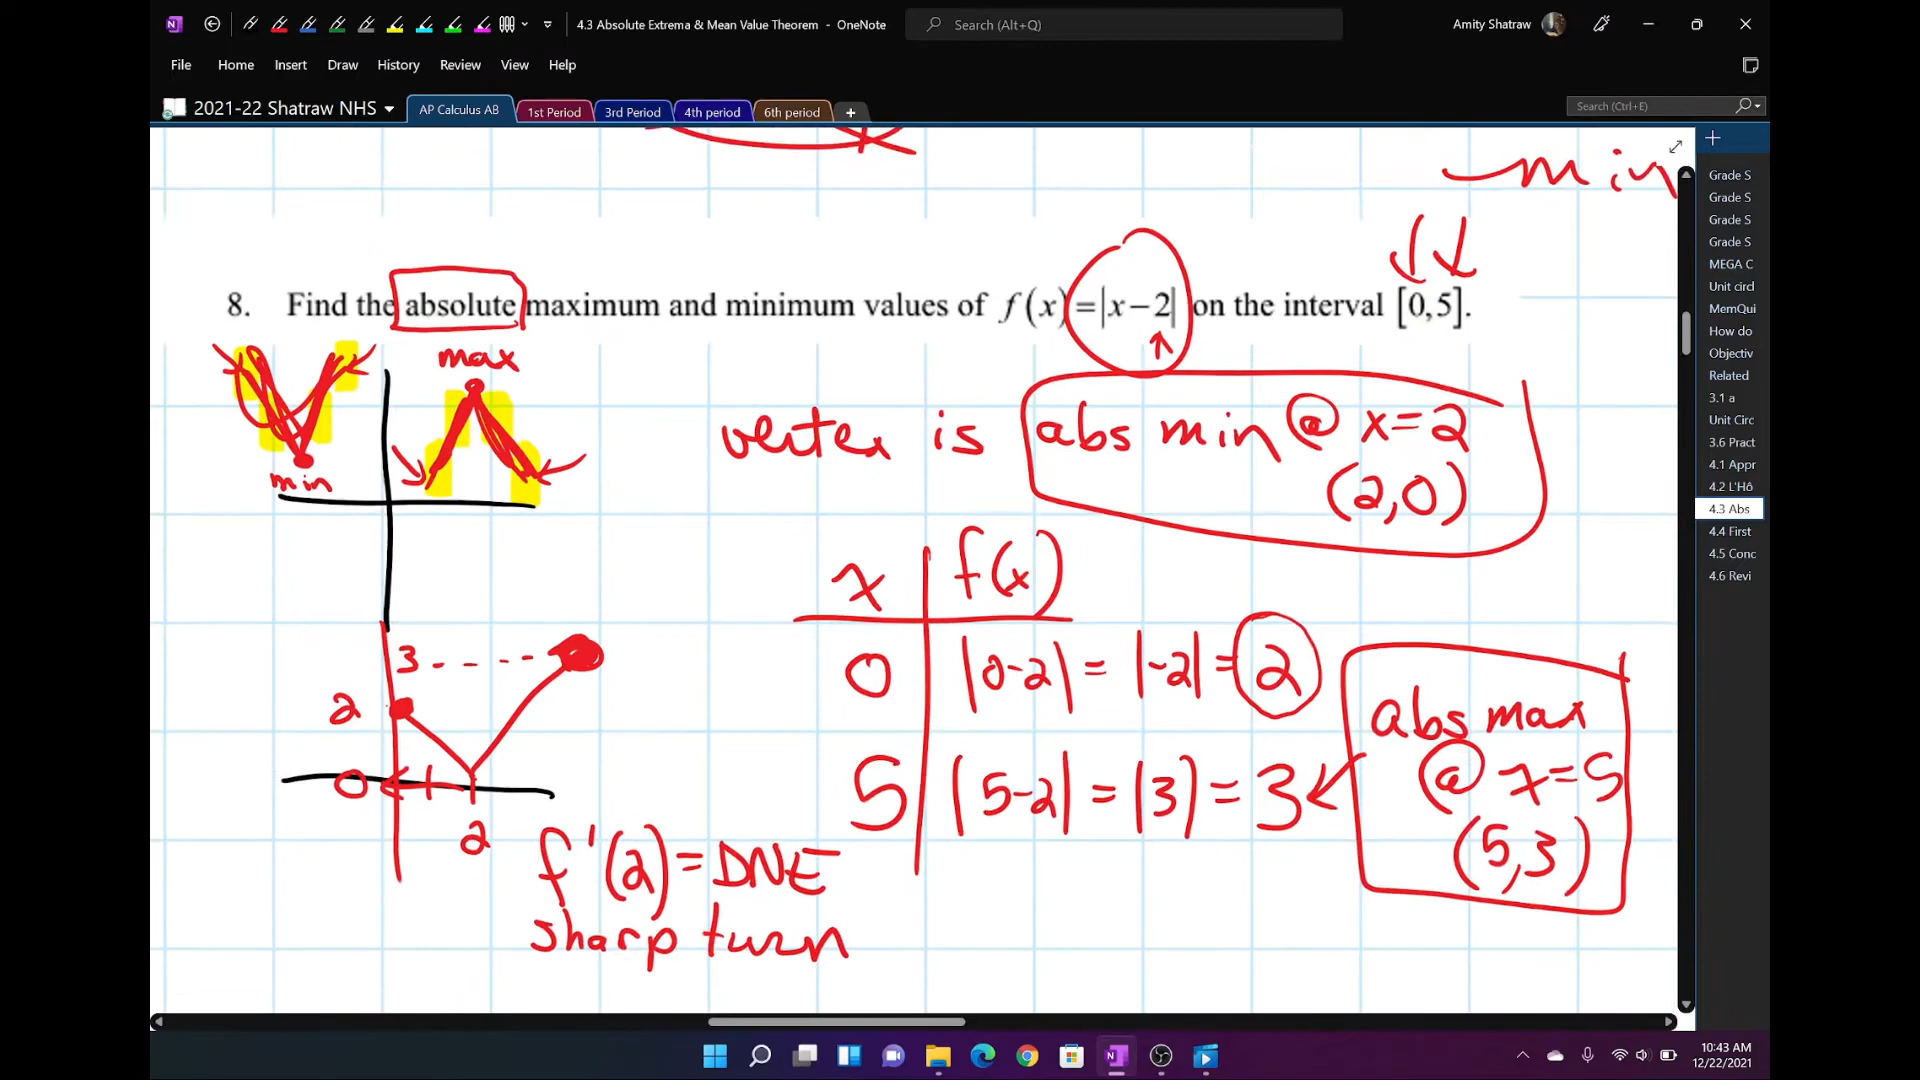 4.3 Absolute Extrema & Mean Value Theorem - OneNote
Search (Alt+Q)
Amity Shatraw
File Home Insert Draw History Review View Help
2021-22 Shatraw NHS
AP Calculus AB 1st Period 3rd Period 4th period 6th period +
Search (Ctrl+E)
min
8. Find the absolute maximum and minimum values of f(x)=|x-2| on the interval [0,5].
max
min
vertex is abs min @ x=2
(2,0)
x f(x)
0 |0-2| = |-2| = 2
5 |5-2| = |3| = 3
abs max
@ x=5
(5,3)
3
2
0
2
f'(2) = DNE
sharp turn
Grade S
Grade S
Grade S
Grade S
MEGA C
Unit circl
MemQui
How do
Objectiv
Related
3.1 a
Unit Circ
3.6 Pract
4.1 Appr
4.2 L'Hô
4.3 Abs
4.4 First
4.5 Conc
4.6 Revi
10:43 AM
12/22/2021